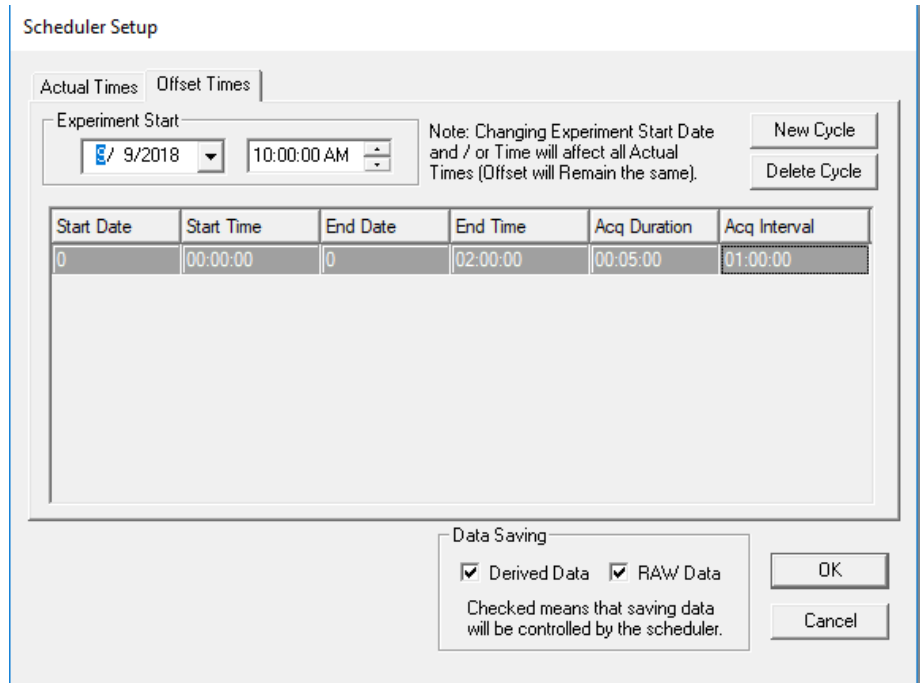 Scheduler Setup
Actual Times Offset Times
Experiment Start
9/ 9/2018 10:00:00 AM
Note: Changing Experiment Start Date
and / or Time will affect all Actual
Times (Offset will Remain the same).
New Cycle
Delete Cycle
Start Date Start Time End Date End Time Acq Duration Acq Interval
0 00:00:00 0 02:00:00 00:05:00 01:00:00
Data Saving
Derived Data RAW Data
Checked means that saving data
will be controlled by the scheduler.
OK
Cancel